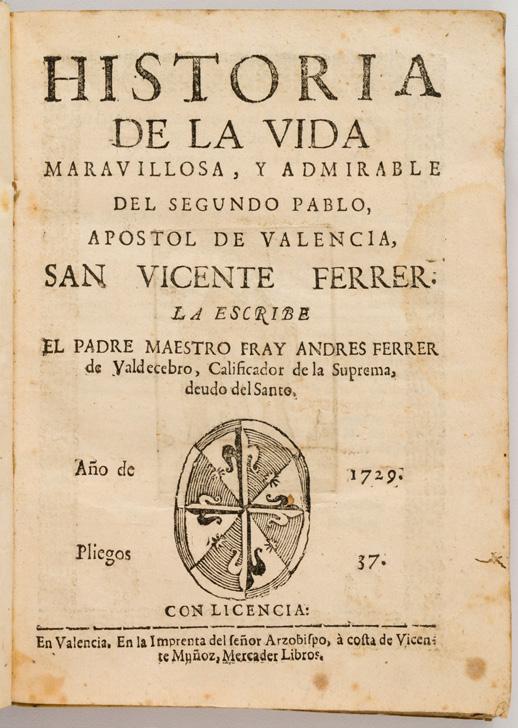 HISTORIA
DE LA VIDA
MARAVILLOSA, Y ADMIRABLE
DEL SEGUNDO PABLO,
APOSTOL DE VALENCIA,
SAN VICENTE FERRER.
LA ESCRIBE
EL PADRE MAESTRO FRAY ANDRES FERRER
de Valdecebro, Calificador de la Suprema,
deudo del Santo.
Año de 1729.
Pliegos 37.
CON LICENCIA:
En Valencia. En la Imprenta del ſeñor Arzobiſpo, à coſta de Vicen-
te Muñoz, Mercader Libros.